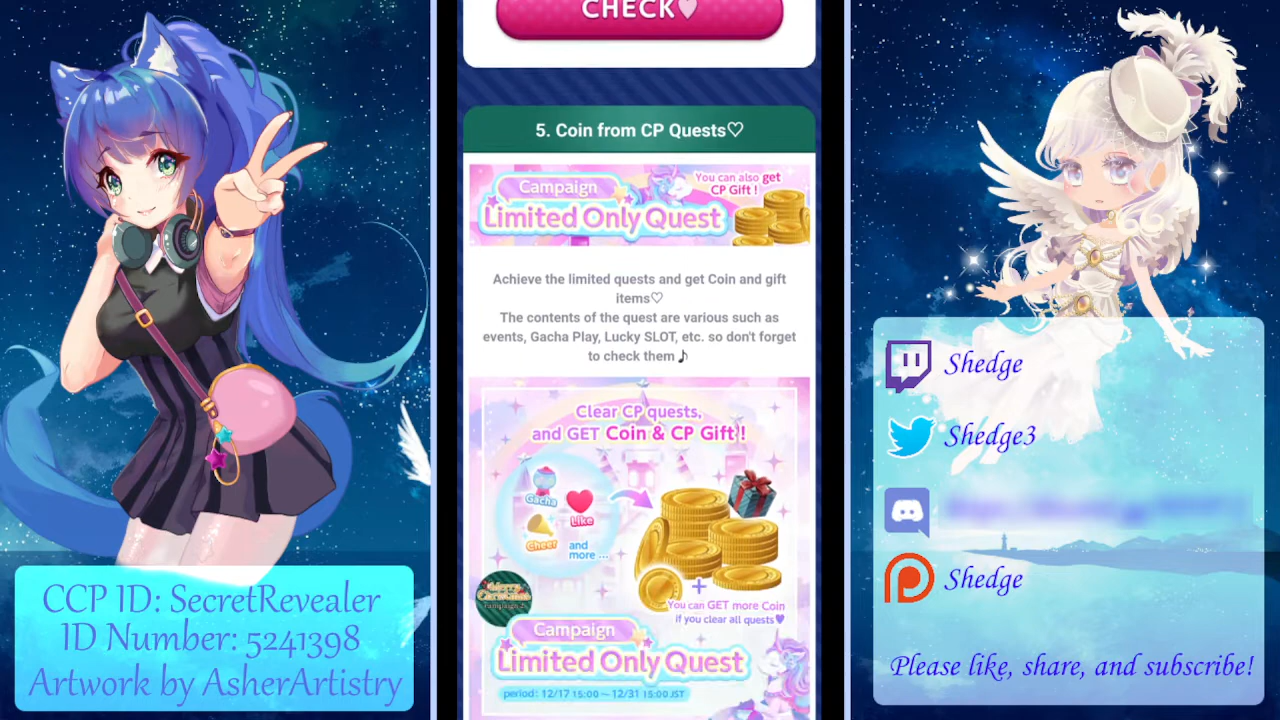 CHECK♥
5. Coin from CP Quests♡
Campaign
Limited Only Quest
You can also get
CP Gift !
Achieve the limited quests and get Coin and gift
items♡
The contents of the quest are various such as
events, Gacha Play, Lucky SLOT, etc. so don't forget
to check them ♪
Clear CP quests,
and GET Coin & CP Gift !
Gacha
Like
Cheer
and
more ...
+
You can GET more Coin
if you clear all quests♥
Merry
Christmas
Campaign
Campaign
Limited Only Quest
period: 12/17 15:00 ~ 12/31 15:00 JST
CCP ID: SecretRevealer
ID Number: 5241398
Artwork by AsherArtistry
Shedge
Shedge3
Shedge
Please like, share, and subscribe!